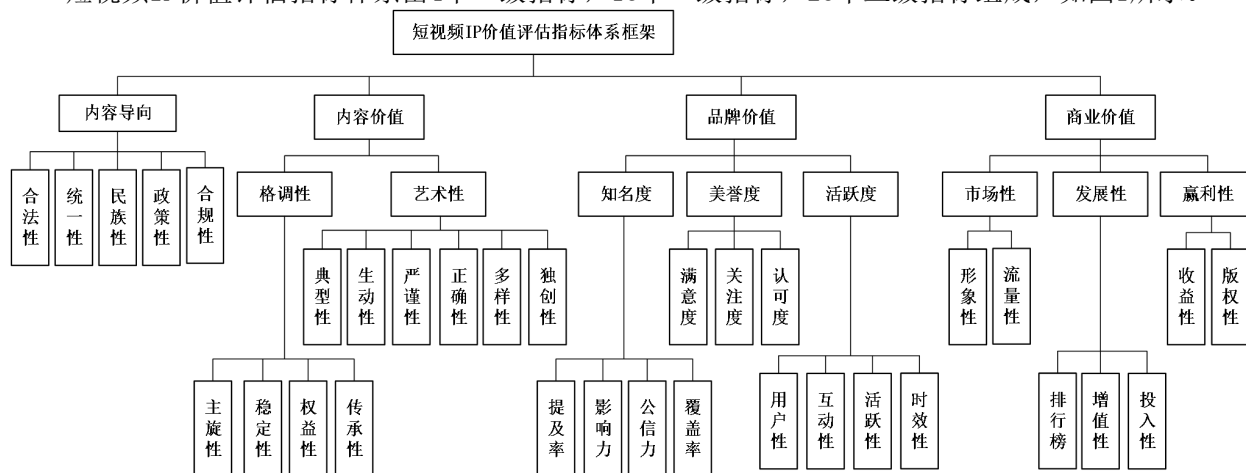 短视频IP价值评估指标体系框架
内容导向
内容价值
品牌价值
商业价值
合法性
统一性
民族性
政策性
合规性
格调性
艺术性
知名度
美誉度
活跃度
市场性
发展性
赢利性
典型性
生动性
严谨性
正确性
多样性
独创性
满意度
关注度
认可度
形象性
流量性
收益性
版权性
主旋性
稳定性
权益性
传承性
提及率
影响力
公信力
覆盖率
用户性
互动性
活跃性
时效性
排行榜
增值性
投入性